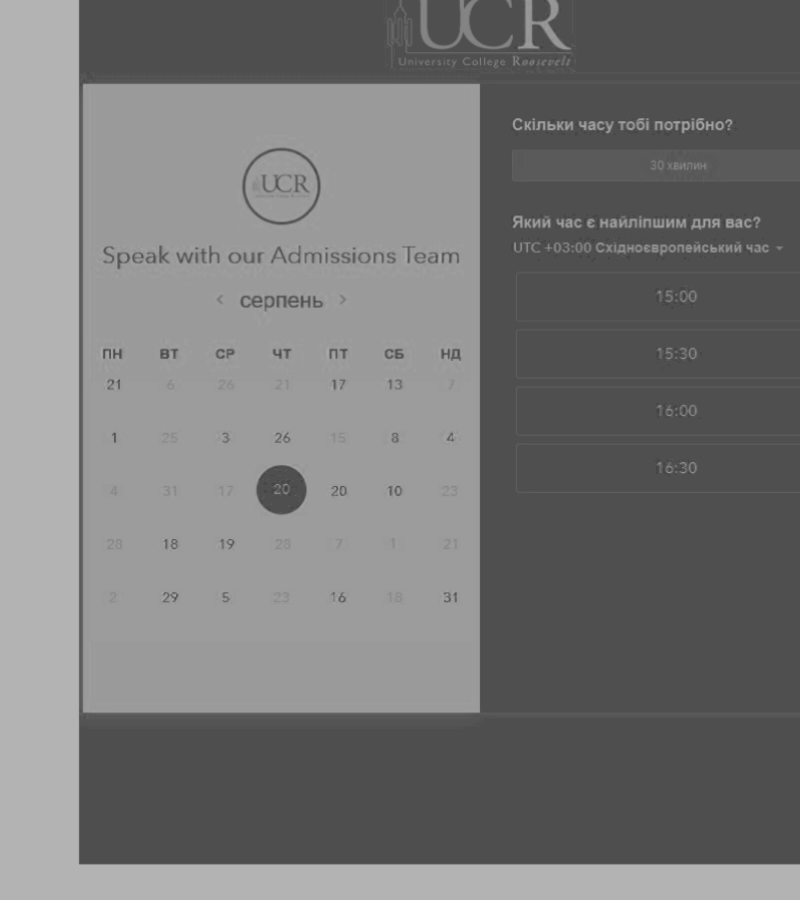 UCR
University College Roosevelt
UCR
Speak with our Admissions Team
‹ серпень ›
ПН ВТ СР ЧТ ПТ СБ НД
21 6 26 21 17 13 7
1 25 3 26 15 8 4
4 31 17 20 20 10 23
28 18 19 28 7 1 21
2 29 5 23 16 18 31
Скільки часу тобі потрібно?
30 хвилин
Який час є найліпшим для вас?
UTC +03:00 Східноєвропейський час
15:00
15:30
16:00
16:30